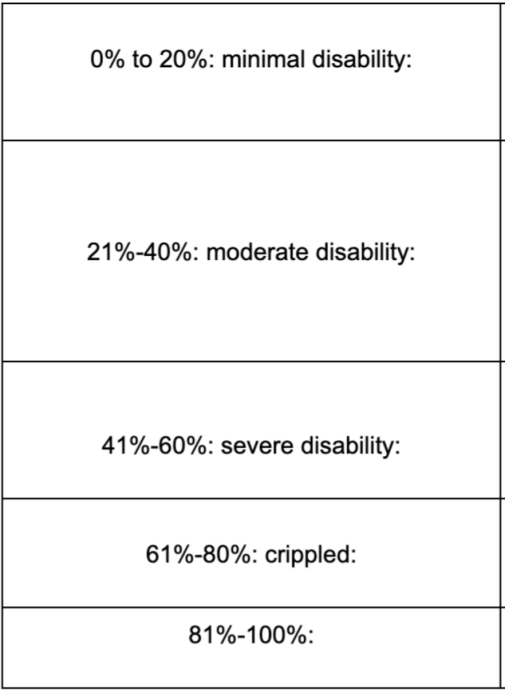 0% to 20%: minimal disability:
21%-40%: moderate disability:
41%-60%: severe disability:
61%-80%: crippled:
81%-100%: